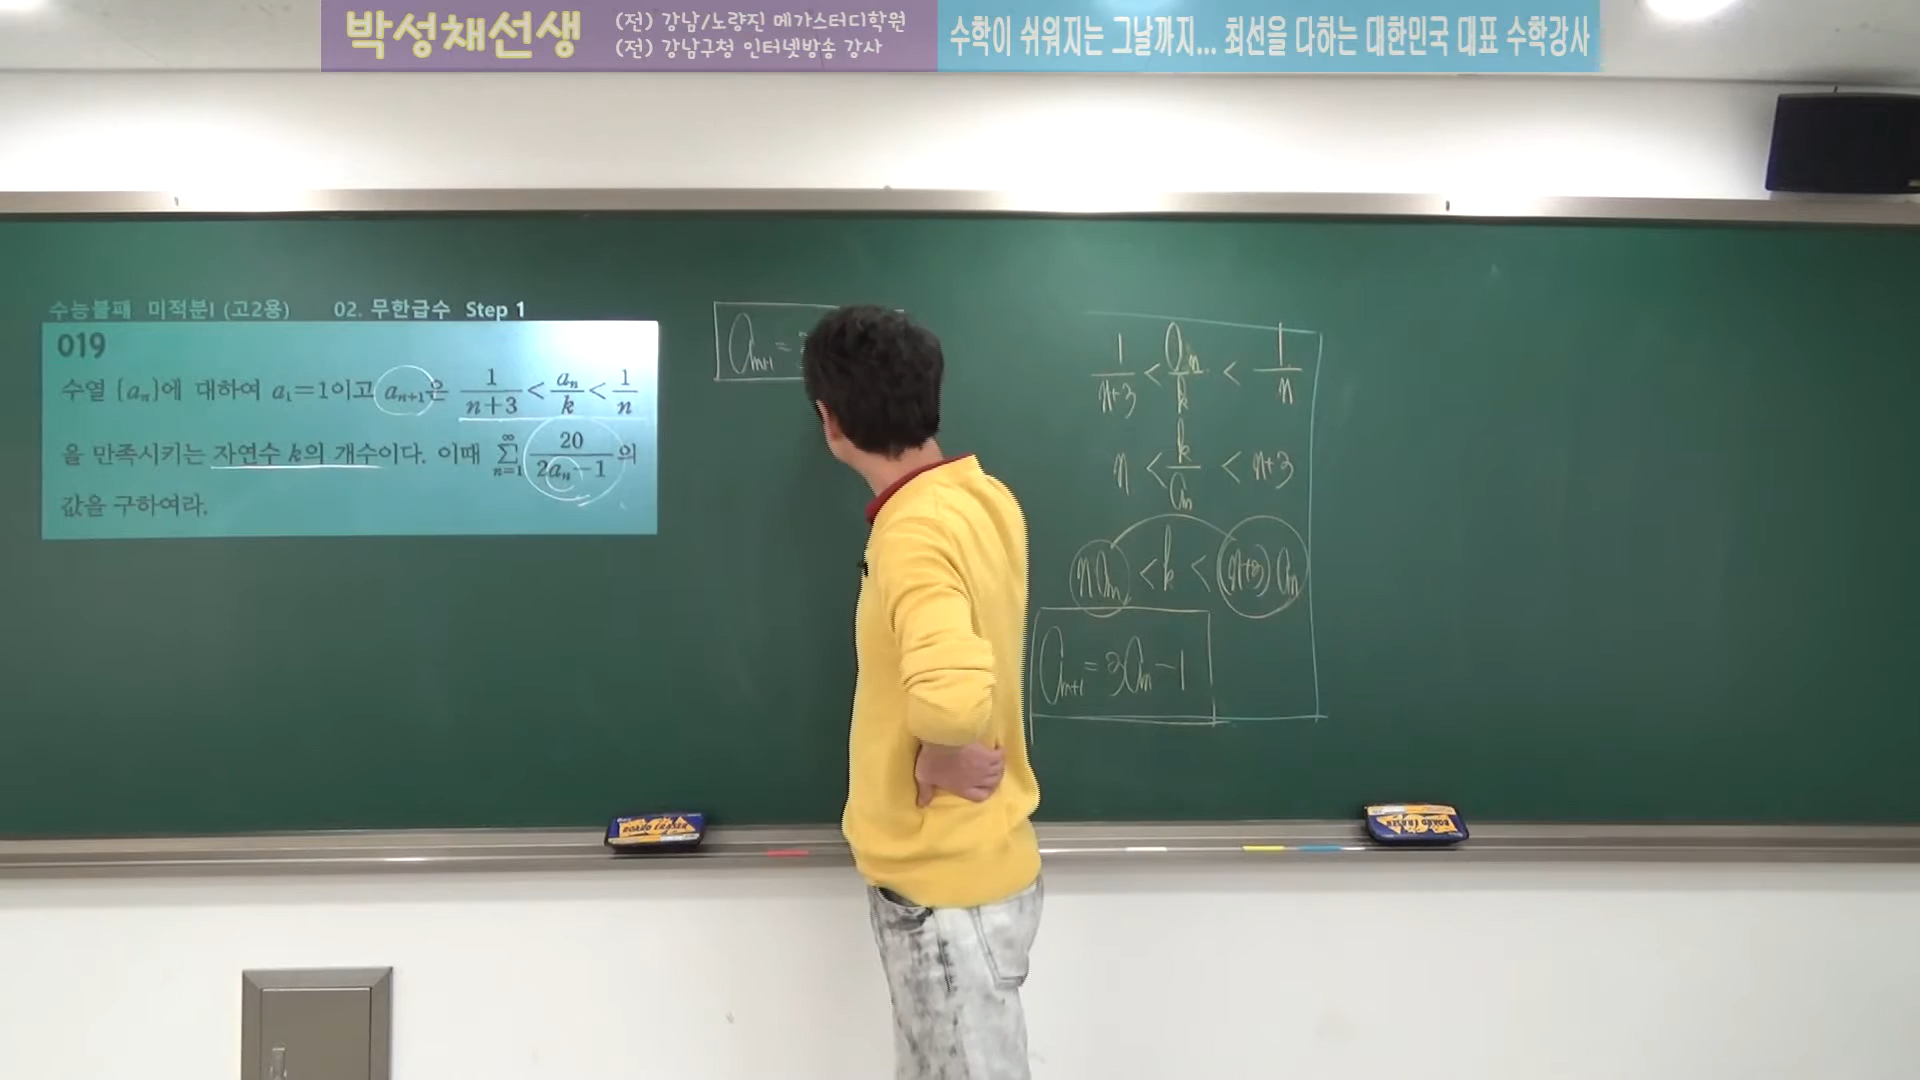 박성채선생
(전) 강남/노량진 메가스터디학원
(전) 강남구청 인터넷방송 강사
수학이 쉬워지는 그날까지... 최선을 다하는 대한민국 대표 수학강사
수능불패 미적분I (고2용) 02. 무한급수 Step 1
019
수열 {aₙ}에 대하여 a₁=1이고 aₙ₊₁은 1/(n+3) < aₙ/k < 1/n
을 만족시키는 자연수 k의 개수이다. 이때 ∑_{n=1}^{∞} 20/(2aₙ-1)의
값을 구하여라.
aₙ₊₁ =
1/(n+3) < aₙ/k < 1/n
n < k/aₙ < n+3
naₙ < k < (n+3)aₙ
aₙ₊₁ = 3aₙ - 1
BOARD ERASER
BOARD ERASER